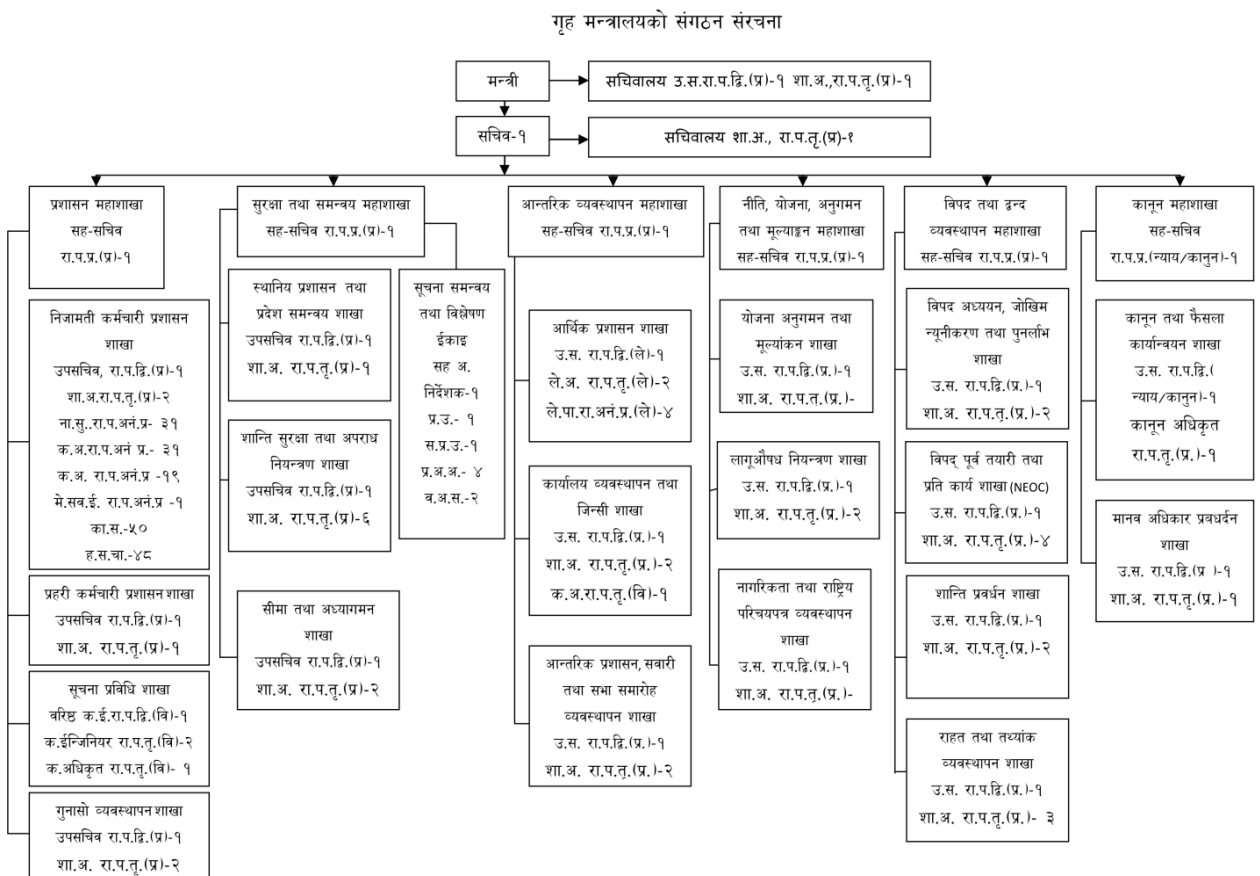 गृह मन्त्रालयको संगठन संरचना
मन्त्री
सचिवालय उ.स.रा.प.द्वि.(प्र)-१ शा.अ.,रा.प.तृ.(प्र)-१
सचिव-१
सचिवालय शा.अ., रा.प.तृ.(प्र)-१
प्रशासन महाशाखा
सह-सचिव
रा.प.प्र.(प्र)-१
निजामती कर्मचारी प्रशासन
शाखा
उपसचिव, रा.प.द्वि.(प्र)-१
शा.अ.रा.प.तृ.(प्र)-२
ना.सु..रा.प.अनं.प्र- ३१
क.अ.रा.प.अनं प्र.- ३१
क.अ. रा.प.अनं.प्र -१९
मे.सव.ई. रा.प.अनं.प्र -१
का.स.-५०
ह.स.चा.-४८
प्रहरी कर्मचारी प्रशासन शाखा
उपसचिव रा.प.द्वि.(प्र)-१
शा.अ. रा.प.तृ.(प्र)-१
सूचना प्रविधि शाखा
वरिष्ठ क.ई.रा.प.द्वि.(वि)-१
क.ईन्जिनियर रा.प.तृ.(वि)-२
क.अधिकृत रा.प.तृ.(वि)- १
गुनासो व्यवस्थापन शाखा
उपसचिव रा.प.द्वि.(प्र)-१
शा.अ. रा.प.तृ.(प्र)-२
सुरक्षा तथा समन्वय महाशाखा
सह-सचिव रा.प.प्र.(प्र)-१
स्थानिय प्रशासन तथा
प्रदेश समन्वय शाखा
उपसचिव रा.प.द्वि.(प्र)-१
शा.अ. रा.प.तृ.(प्र)-१
शान्ति सुरक्षा तथा अपराध
नियन्त्रण शाखा
उपसचिव रा.प.द्वि.(प्र)-१
शा.अ. रा.प.तृ.(प्र)-६
सीमा तथा अध्यागमन
शाखा
उपसचिव रा.प.द्वि.(प्र)-१
शा.अ. रा.प.तृ.(प्र)-२
सूचना समन्वय
तथा विश्लेषण
ईकाइ
सह अ.
निर्देशक-१
प्र.उ.- १
स.प्र.उ.-१
प्र.अ.अ.- ४
व.अ.स.-२
आन्तरिक व्यवस्थापन महाशाखा
सह-सचिव रा.प.प्र.(प्र)-१
आर्थिक प्रशासन शाखा
उ.स. रा.प.द्वि.(ले)-१
ले.अ. रा.प.तृ.(ले)-२
ले.पा.रा.अनं.प्र.(ले)-४
कार्यालय व्यवस्थापन तथा
जिन्सी शाखा
उ.स. रा.प.द्वि.(प्र.)-१
शा.अ. रा.प.तृ.(प्र.)-२
क.अ.रा.प.तृ.(वि)-१
आन्तरिक प्रशासन, सवारी
तथा सभा समारोह
व्यवस्थापन शाखा
उ.स. रा.प.द्वि.(प्र.)-१
शा.अ. रा.प.तृ.(प्र.)-२
नीति, योजना, अनुगमन
तथा मूल्याङ्कन महाशाखा
सह-सचिव रा.प.प्र.(प्र)-१
योजना अनुगमन तथा
मूल्यांकन शाखा
उ.स. रा.प.द्वि.(प्र.)-१
शा.अ. रा.प.तृ.(प्र.)-
लागूऔषध नियन्त्रण शाखा
उ.स. रा.प.द्वि.(प्र.)-१
शा.अ. रा.प.तृ.(प्र.)-२
नागरिकता तथा राष्ट्रिय
परिचयपत्र व्यवस्थापन
शाखा
उ.स. रा.प.द्वि.(प्र.)-१
शा.अ. रा.प.तृ.(प्र.)-
विपद तथा द्वन्द
व्यवस्थापन महाशाखा
सह-सचिव रा.प.प्र.(प्र)-१
विपद अध्ययन, जोखिम
न्यूनीकरण तथा पुनर्लाभ
शाखा
उ.स. रा.प.द्वि.(प्र.)-१
शा.अ. रा.प.तृ.(प्र.)-२
विपद् पूर्व तयारी तथा
प्रति कार्य शाखा (NEOC)
उ.स. रा.प.द्वि.(प्र.)-१
शा.अ. रा.प.तृ.(प्र.)-४
शान्ति प्रवर्धन शाखा
उ.स. रा.प.द्वि.(प्र.)-१
शा.अ. रा.प.तृ.(प्र.)-२
राहत तथा तथ्यांक
व्यवस्थापन शाखा
उ.स. रा.प.द्वि.(प्र.)-१
शा.अ. रा.प.तृ.(प्र.)- ३
कानून महाशाखा
सह-सचिव
रा.प.प्र.(न्याय/कानुन)-१
कानून तथा फैसला
कार्यान्वयन शाखा
उ.स. रा.प.द्वि.(
न्याय/कानुन)-१
कानून अधिकृत
रा.प.तृ.(प्र.)-१
मानव अधिकार प्रवधर्दन
शाखा
उ.स. रा.प.द्वि.(प्र )-१
शा.अ. रा.प.तृ.(प्र.)-१